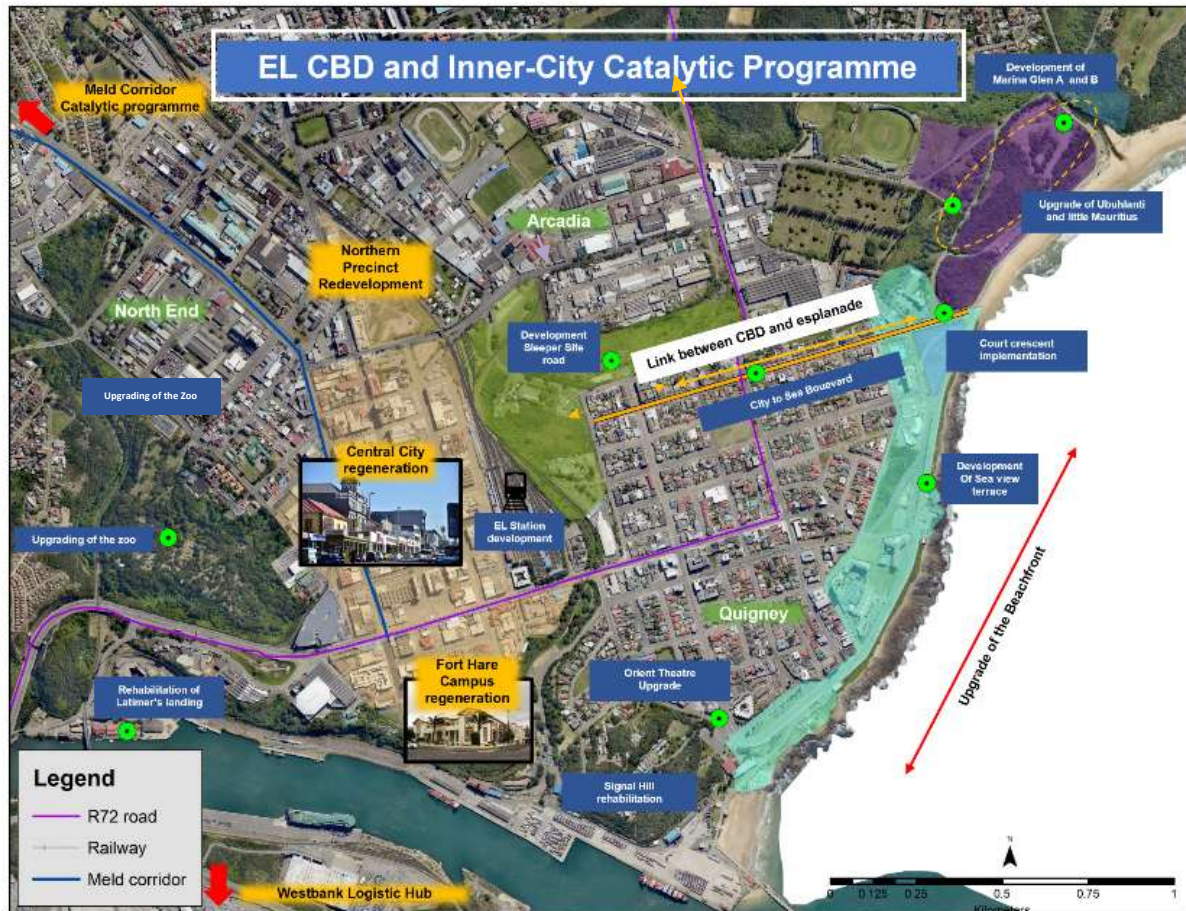 EL CBD and Inner-City Catalytic Programme
Meld Corridor
Catalytic programme
Development of
Marina Glen A and B
Upgrade of Ubuhlanti
and little Mauritius
Arcadia
Northern
Precinct
Redevelopment
North End
Development
Sleeper Site
road
Link between CBD and esplanade
Court crescent
implementation
City to Sea Bouevard
Upgrading of the Zoo
Central City
regeneration
Development
Of Sea view
terrace
EL Station
development
Upgrading of the zoo
Upgrade of the Beachfront
Quigney
Fort Hare
Campus
regeneration
Orient Theatre
Upgrade
Rehabilitation of
Latimer's landing
Signal Hill
rehabilitation
Legend
R72 road
Railway
Meld corridor
Westbank Logistic Hub
N
0 0.125 0.25 0.5 0.75 1
Kilometers